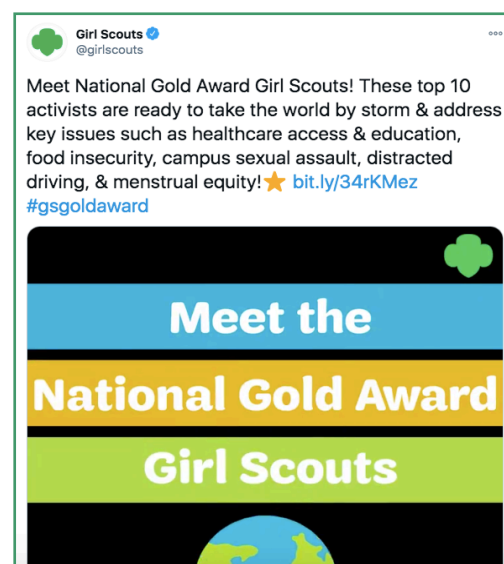 Girl Scouts
@girlscouts
Meet National Gold Award Girl Scouts! These top 10
activists are ready to take the world by storm & address
key issues such as healthcare access & education,
food insecurity, campus sexual assault, distracted
driving, & menstrual equity!⭐ bit.ly/34rKMez
#gsgoldaward
Meet the
National Gold Award
Girl Scouts